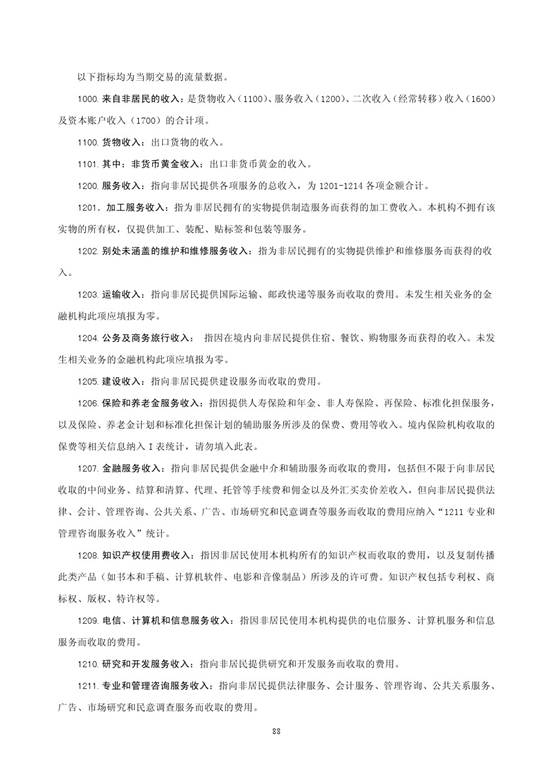 以下指标均为当期交易的流量数据。
1000. 来自非居民的收入：是货物收入（1100）、服务收入（1200）、二次收入（经常转移）收入（1600）
及资本账户收入（1700）的合计项。
1100. 货物收入：出口货物的收入。
1101. 其中：非货币黄金收入：出口非货币黄金的收入。
1200. 服务收入：指向非居民提供各项服务的总收入，为 1201-1214 各项金额合计。
1201. 加工服务收入：指为非居民拥有的实物提供制造服务而获得的加工费收入。本机构不拥有该
实物的所有权，仅提供加工、装配、贴标签和包装等服务。
1202. 别处未涵盖的维护和维修服务收入：指为非居民拥有的实物提供维护和维修服务而获得的收
入。
1203. 运输收入：指向非居民提供国际运输、邮政快递等服务而收取的费用。未发生相关业务的金
融机构此项应填报为零。
1204. 公务及商务旅行收入： 指因在境内向非居民提供住宿、餐饮、购物服务而获得的收入。未发
生相关业务的金融机构此项应填报为零。
1205. 建设收入：指向非居民提供建设服务而收取的费用。
1206. 保险和养老金服务收入：指因提供人寿保险和年金、非人寿保险、再保险、标准化担保服务，
以及保险、养老金计划和标准化担保计划的辅助服务所涉及的保费、费用等收入。境内保险机构收取的
保费等相关信息纳入 I 表统计，请勿填入此表。
1207. 金融服务收入：指向非居民提供金融中介和辅助服务而收取的费用，包括但不限于向非居民
收取的中间业务、结算和清算、代理、托管等手续费和佣金以及外汇买卖价差收入，但向非居民提供法
律、会计、管理咨询、公共关系、广告、市场研究和民意调查等服务而收取的费用应纳入“1211 专业和
管理咨询服务收入”统计。
1208. 知识产权使用费收入：指因非居民使用本机构所有的知识产权而收取的费用，以及复制传播
此类产品（如书本和手稿、计算机软件、电影和音像制品）所涉及的许可费。知识产权包括专利权、商
标权、版权、特许权等。
1209. 电信、计算机和信息服务收入：指因非居民使用本机构提供的电信服务、计算机服务和信息
服务而收取的费用。
1210. 研究和开发服务收入：指向非居民提供研究和开发服务而收取的费用。
1211. 专业和管理咨询服务收入：指向非居民提供法律服务、会计服务、管理咨询、公共关系服务、
广告、市场研究和民意调查服务而收取的费用。
88